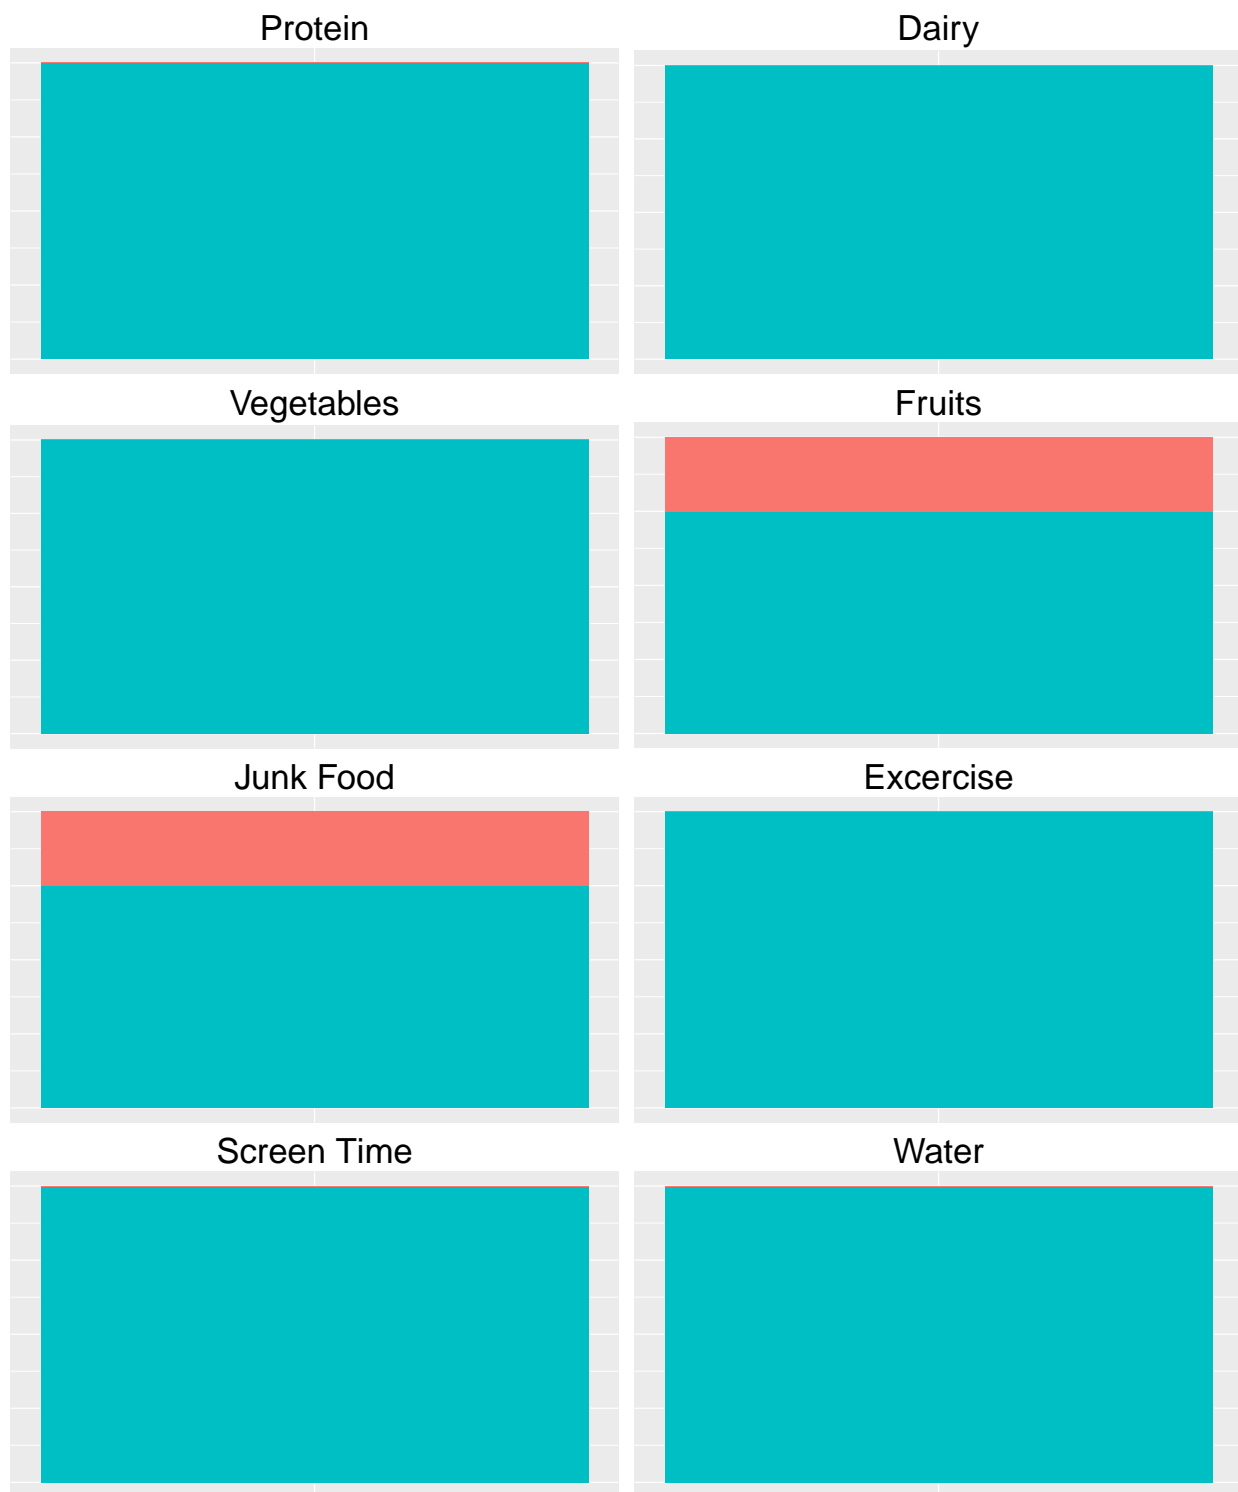 Protein
Dairy
Vegetables
Fruits
Junk Food
Excercise
Screen Time
Water